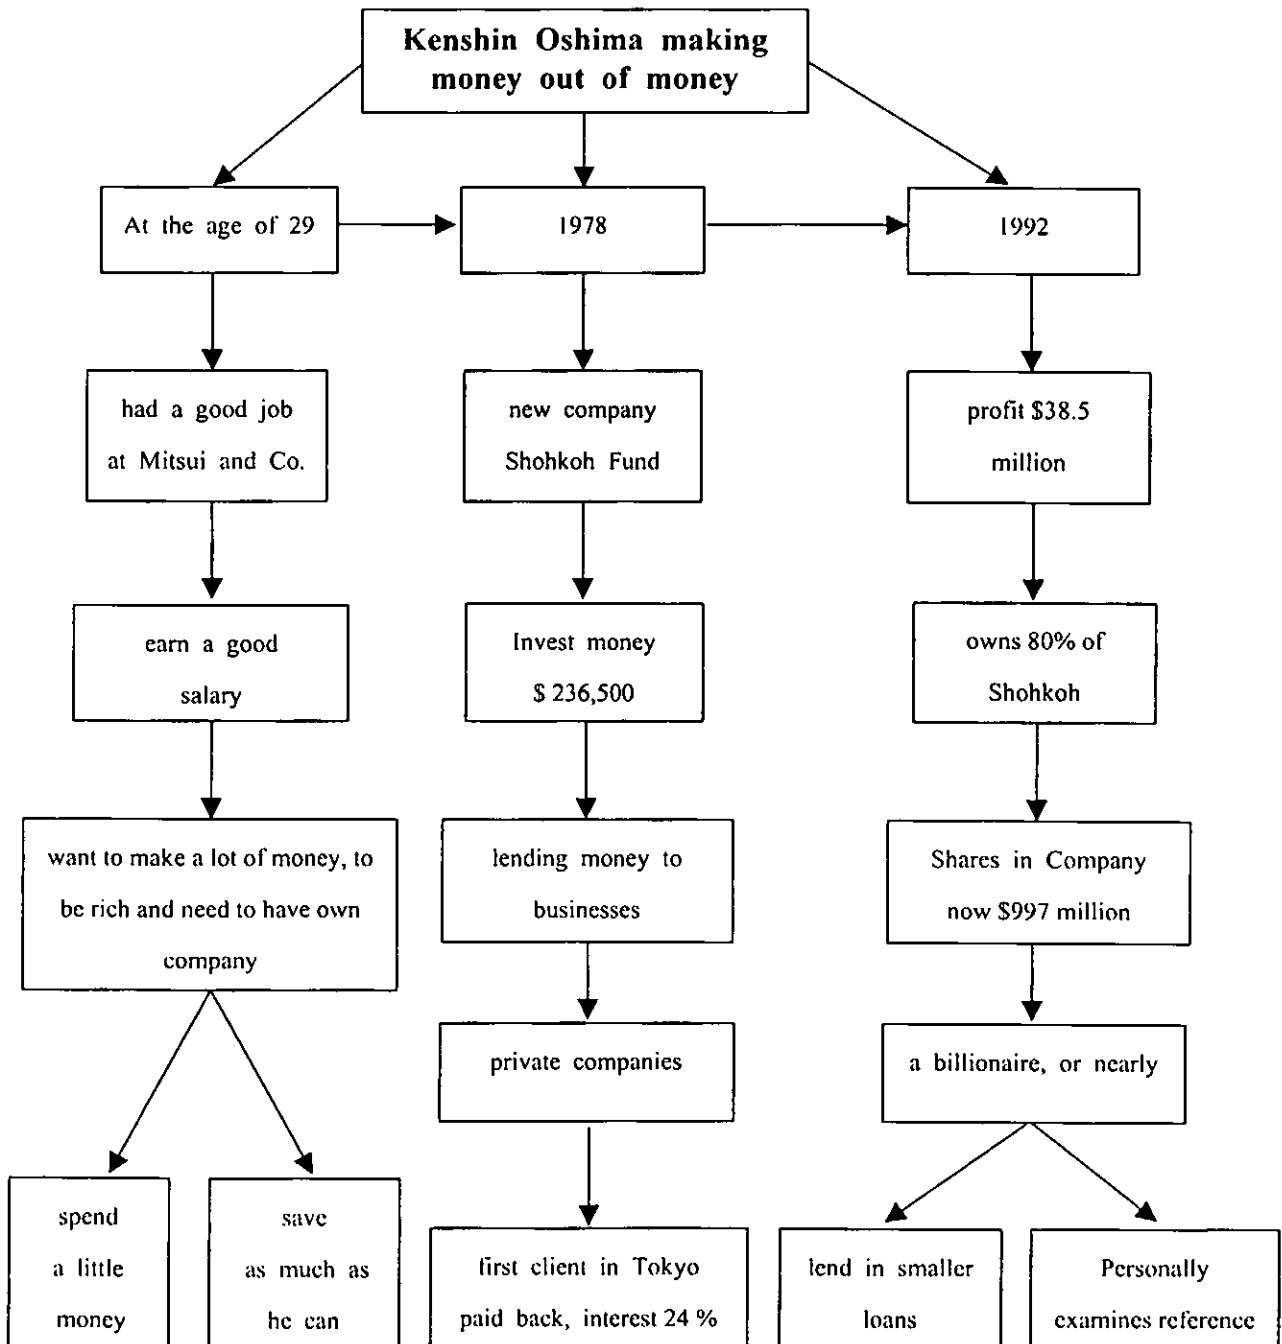 Kenshin Oshima making
money out of money
At the age of 29
1978
1992
had a good job
at Mitsui and Co.
new company
Shohkoh Fund
profit $38.5
million
earn a good
salary
Invest money
$ 236,500
owns 80% of
Shohkoh
want to make a lot of money, to
be rich and need to have own
company
lending money to
businesses
Shares in Company
now $997 million
private companies
a billionaire, or nearly
spend
a little
money
save
as much as
he can
first client in Tokyo
paid back, interest 24 %
lend in smaller
loans
Personally
examines reference